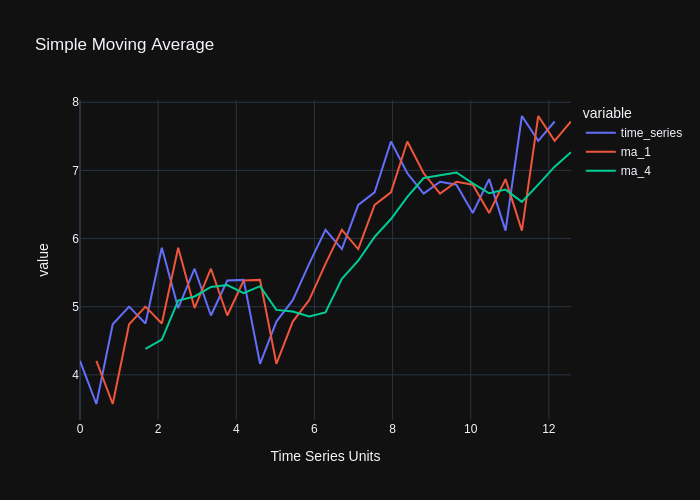 Simple Moving Average
variable
time_series
ma_1
ma_4
value
8
7
6
5
4
0 2 4 6 8 10 12
Time Series Units